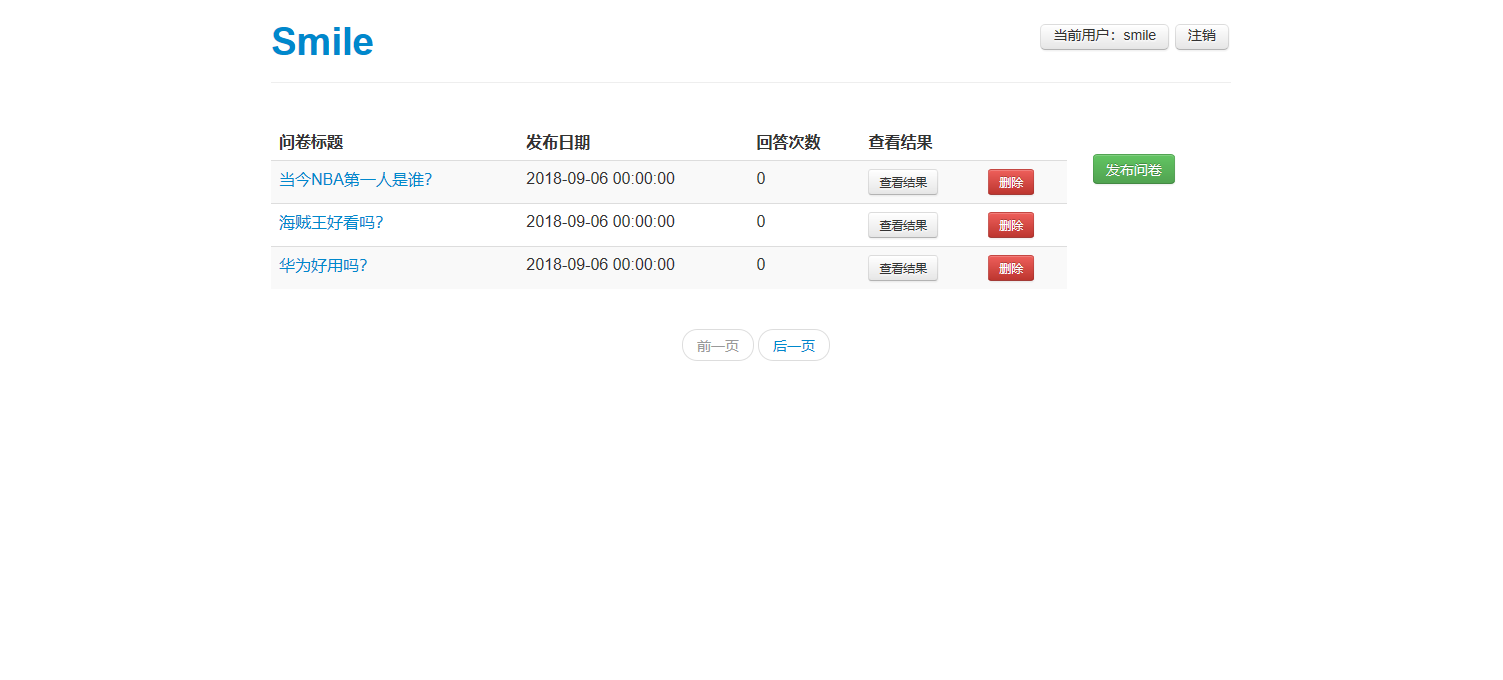 Smile
当前用户：smile 注销
问卷标题 发布日期 回答次数 查看结果
发布问卷
当今NBA第一人是谁? 2018-09-06 00:00:00 0 查看结果 删除
海贼王好看吗? 2018-09-06 00:00:00 0 查看结果 删除
华为好用吗? 2018-09-06 00:00:00 0 查看结果 删除
前一页 后一页